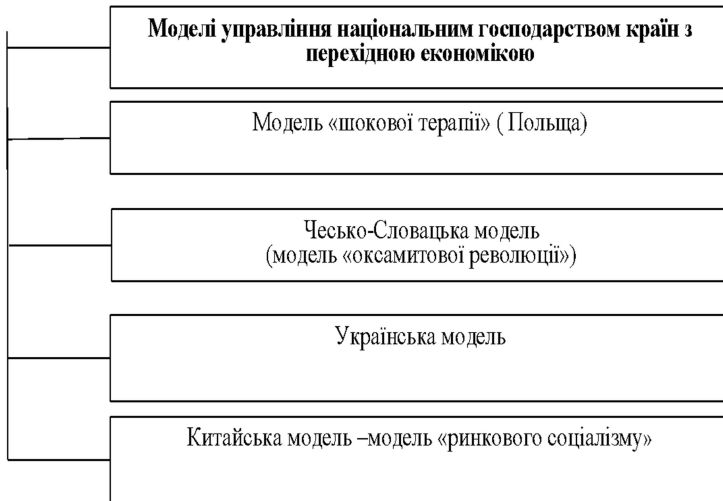 Моделі управління національним господарством країн з
перехідною економікою
Модель «шокової терапії» ( Польща)
Чесько-Словацька модель
(модель «оксамитової революції»)
Українська модель
Китайська модель –модель «ринкового соціалізму»